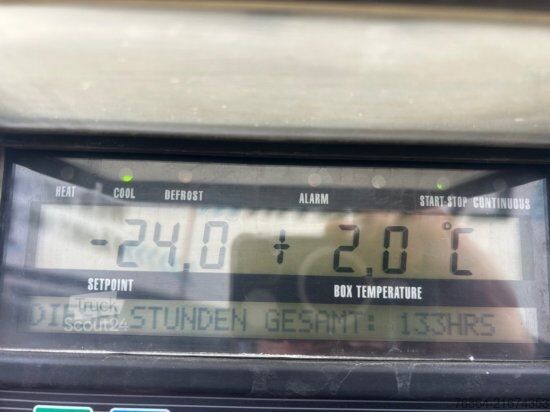 HEAT COOL DEFROST ALARM START-STOP CONTINUOUS
-24.0 + 2.0 °C
SETPOINT BOX TEMPERATURE
STUNDEN GESAMT: 133HRS
Truck
Scout24